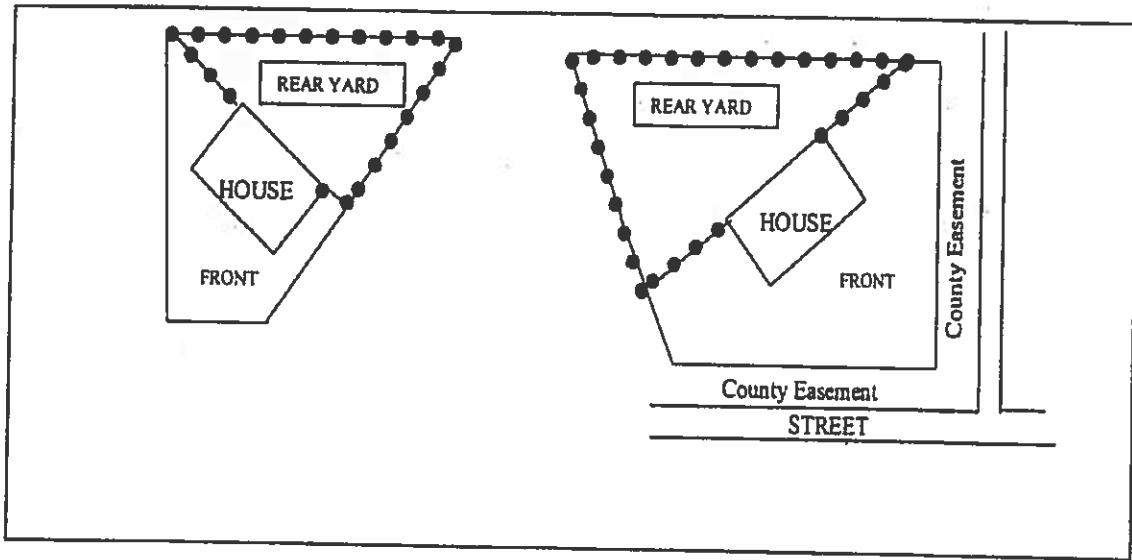 REAR YARD
HOUSE
FRONT
REAR YARD
HOUSE
FRONT
County Easement
County Easement
STREET